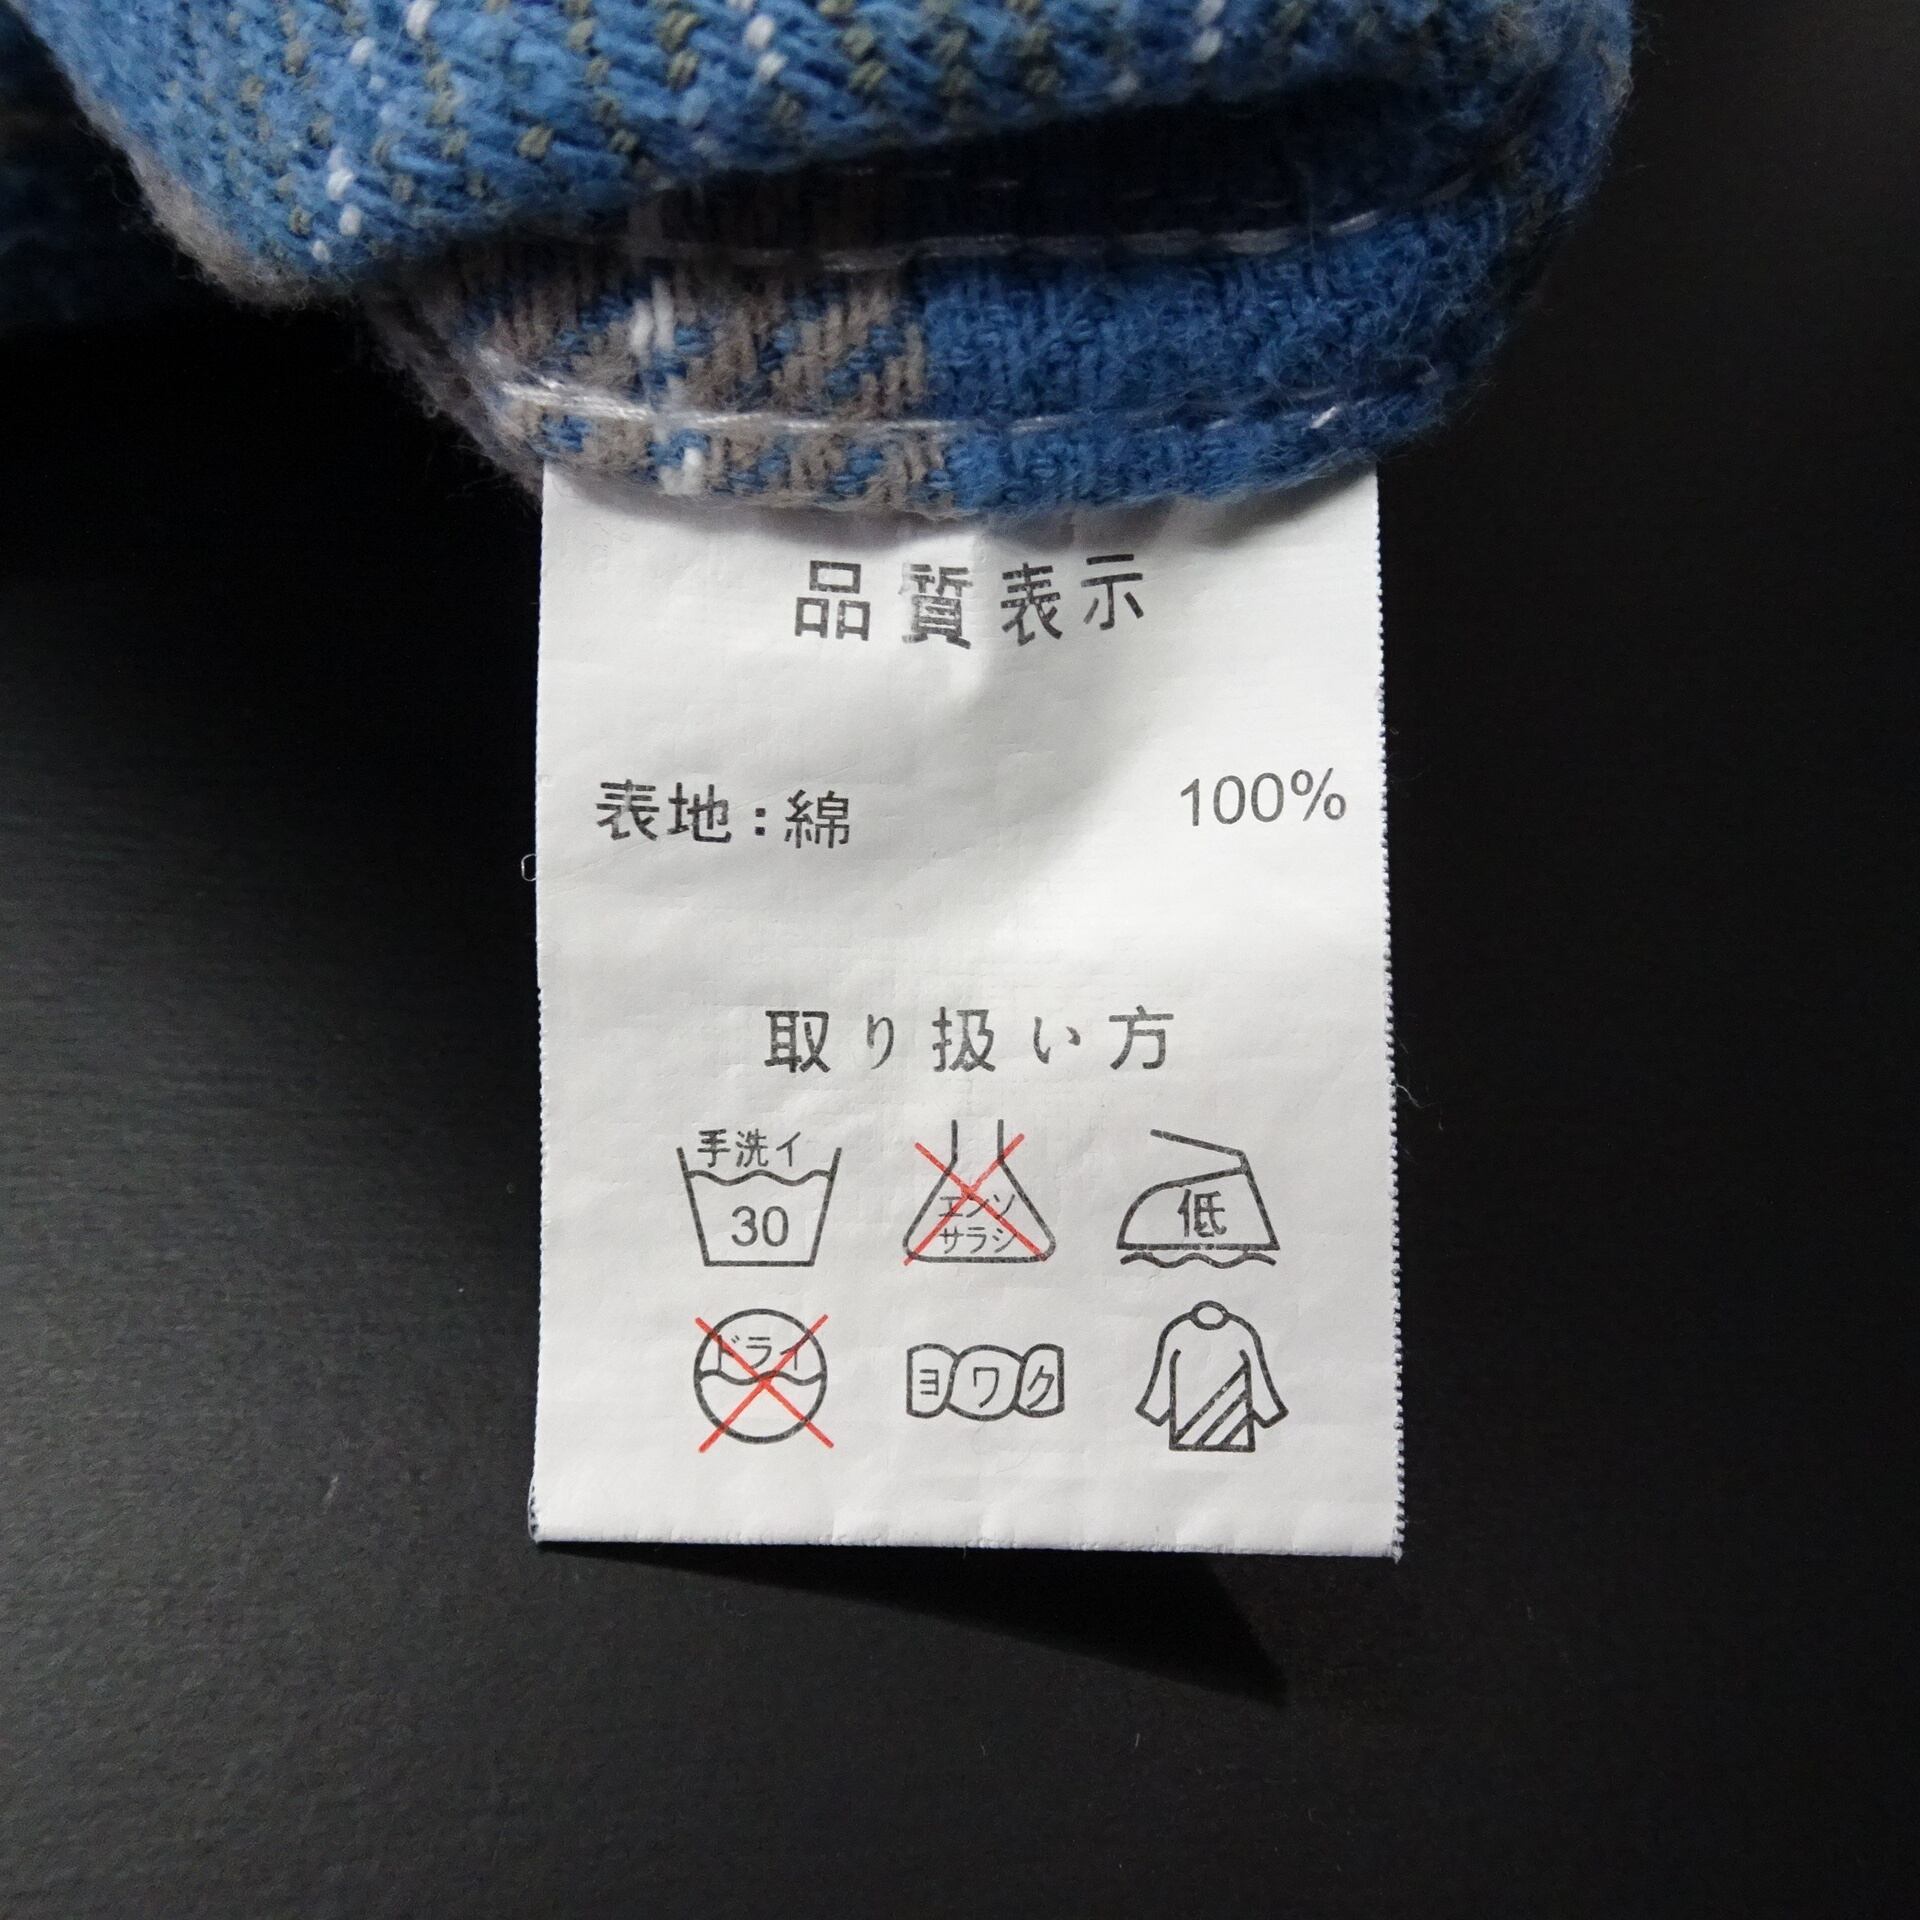 品質表示
表地：綿 100%
取り扱い方
手洗イ
30
エンソ
サラシ
低
ドライ
ヨワク